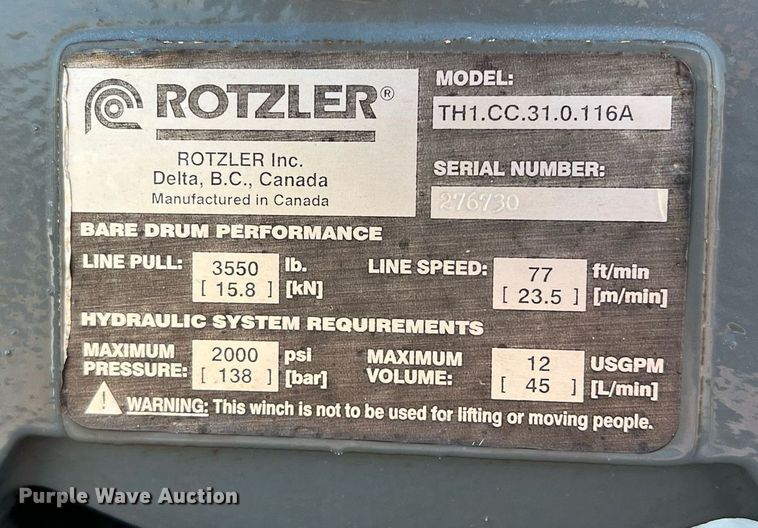 ROTZLER®
ROTZLER Inc.
Delta, B.C., Canada
Manufactured in Canada
MODEL:
TH1.CC.31.0.116A
SERIAL NUMBER:
276730
BARE DRUM PERFORMANCE
LINE PULL: 3550 lb. LINE SPEED: 77 ft/min
[ 15.8 ] [kN] [ 23.5 ] [m/min]
HYDRAULIC SYSTEM REQUIREMENTS
MAXIMUM 2000 psi MAXIMUM 12 USGPM
PRESSURE: [ 138 ] [bar] VOLUME: [ 45 ] [L/min]
WARNING: This winch is not to be used for lifting or moving people.
Purple Wave Auction